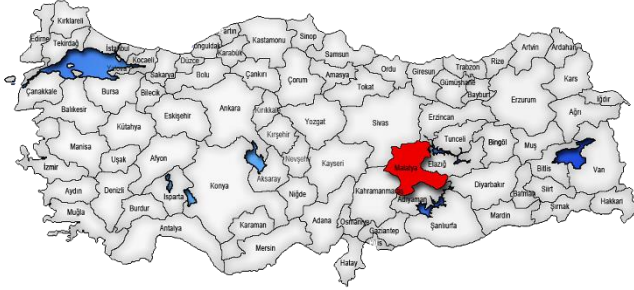 Kırklareli
Edirne
Tekirdağ
İstanbul
Kocaeli
Sakarya
Düzce
Bolu
Karabük
Kastamonu
Sinop
Samsun
Çankırı
Çorum
Amasya
Ordu
Giresun
Trabzon
Rize
Artvin
Ardahan
Tokat
Gümüşhane
Bayburt
Kars
Çanakkale
Bursa
Bilecik
Eskişehir
Ankara
Kırıkkale
Yozgat
Sivas
Erzincan
Erzurum
Ağrı
Iğdır
Balıkesir
Kütahya
Kırşehir
Tunceli
Bingöl
Muş
Manisa
Uşak
Afyon
Nevşehir
Kayseri
Malatya
Elazığ
Bitlis
Van
İzmir
Aksaray
Konya
Aydın
Denizli
Isparta
Niğde
Kahramanmaraş
Adıyaman
Diyarbakır
Batman
Siirt
Hakkari
Muğla
Burdur
Antalya
Karaman
Adana
Osmaniye
Gaziantep
Şanlıurfa
Mardin
Şırnak
Mersin
Hatay